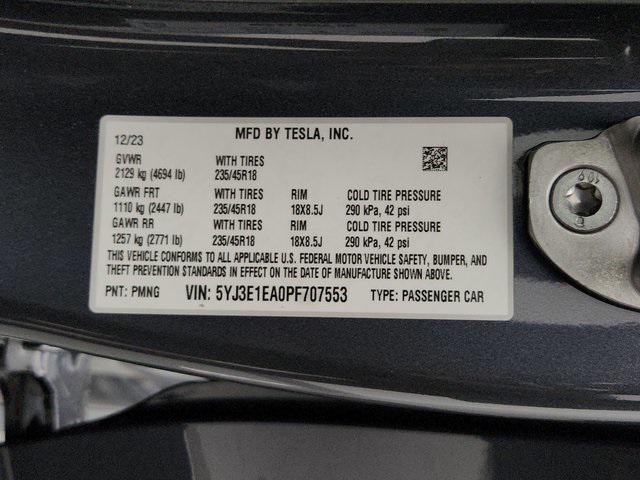 MFD BY TESLA, INC.
12/23
GVWR WITH TIRES
2129 kg (4694 lb) 235/45R18
GAWR FRT WITH TIRES RIM COLD TIRE PRESSURE
1110 kg (2447 lb) 235/45R18 18X8.5J 290 kPa, 42 psi
GAWR RR WITH TIRES RIM COLD TIRE PRESSURE
1257 kg (2771 lb) 235/45R18 18X8.5J 290 kPa, 42 psi
THIS VEHICLE CONFORMS TO ALL APPLICABLE U.S. FEDERAL MOTOR VEHICLE SAFETY, BUMPER, AND
THEFT PREVENTION STANDARDS IN EFFECT ON THE DATE OF MANUFACTURE SHOWN ABOVE.
PNT: PMNG VIN: 5YJ3E1EA0PF707553 TYPE: PASSENGER CAR